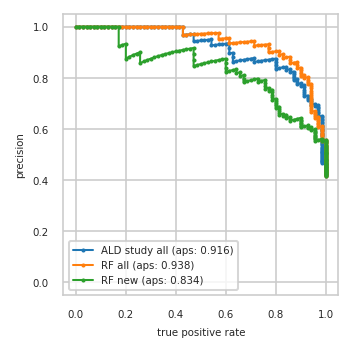 1.0
0.8
0.6
0.4
0.2
0.0
precision
ALD study all (aps: 0.916)
RF all (aps: 0.938)
RF new (aps: 0.834)
0.0 0.2 0.4 0.6 0.8 1.0
true positive rate